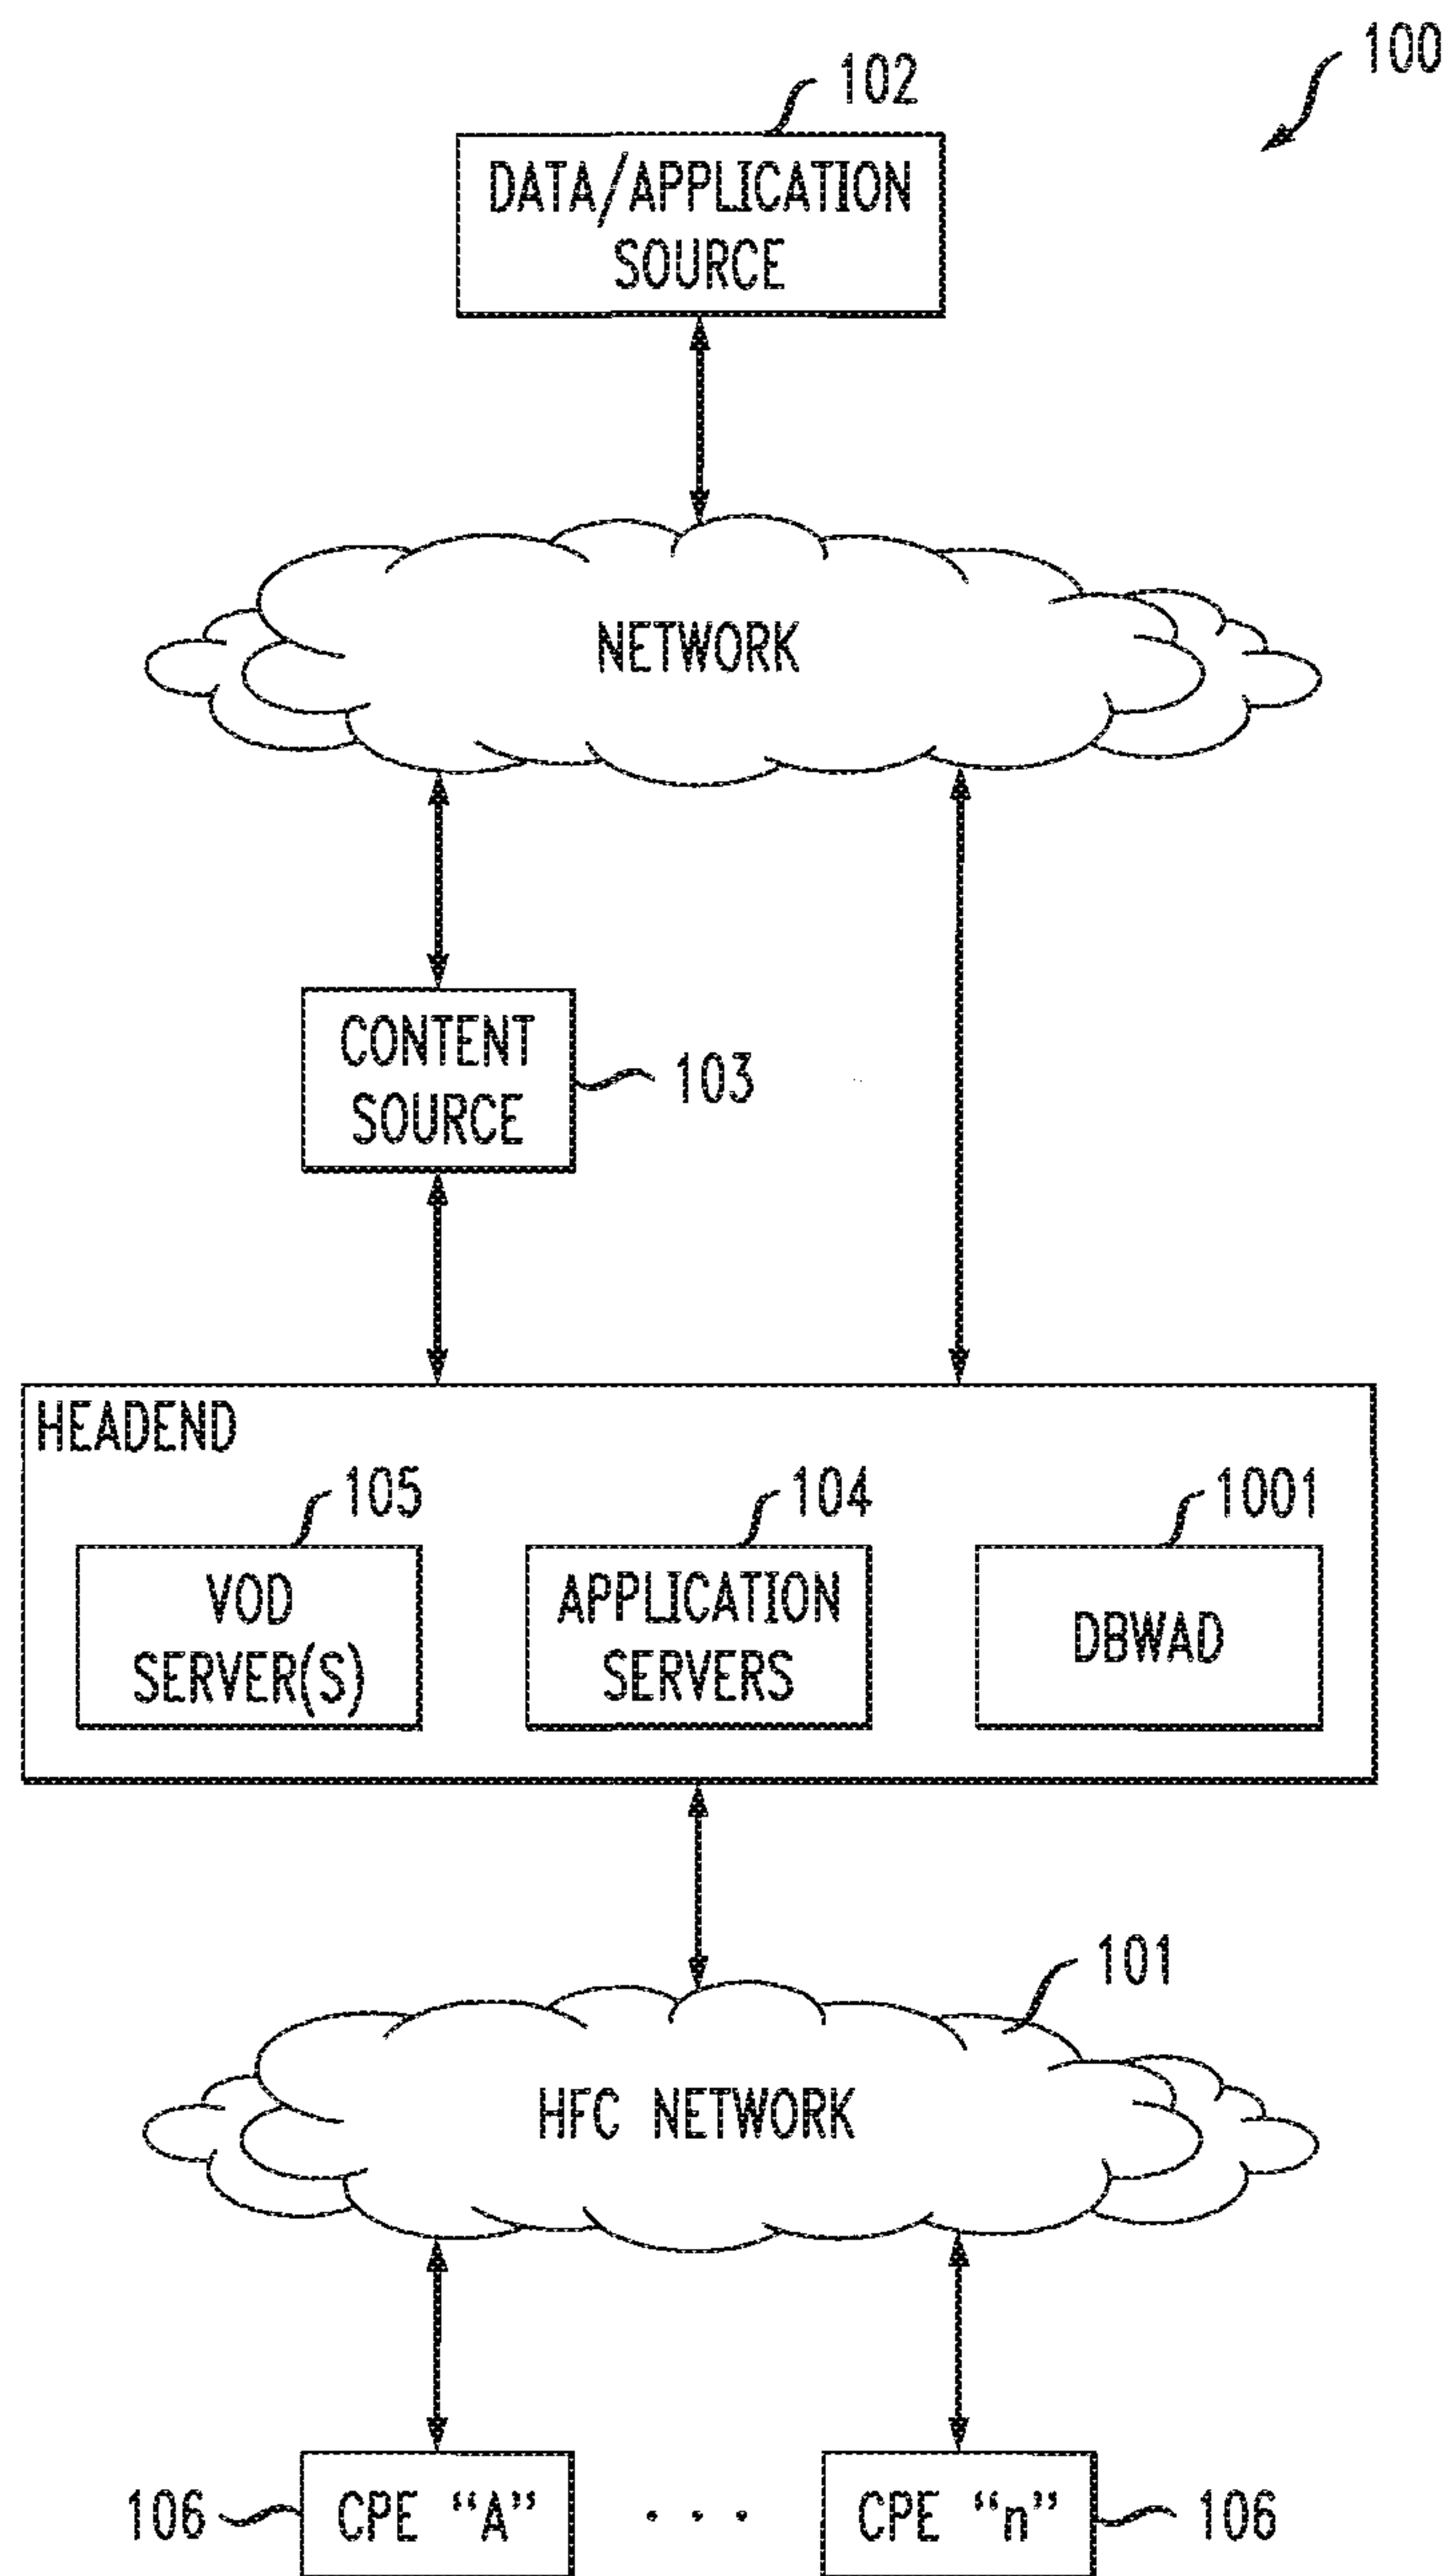 100
102
DATA/APPLICATION
SOURCE
NETWORK
CONTENT
SOURCE
103
HEADEND
105
104
1001
VOD
SERVER(S)
APPLICATION
SERVERS
DBWAD
101
HFC NETWORK
106
CPE “A”
. . .
CPE “n”
106